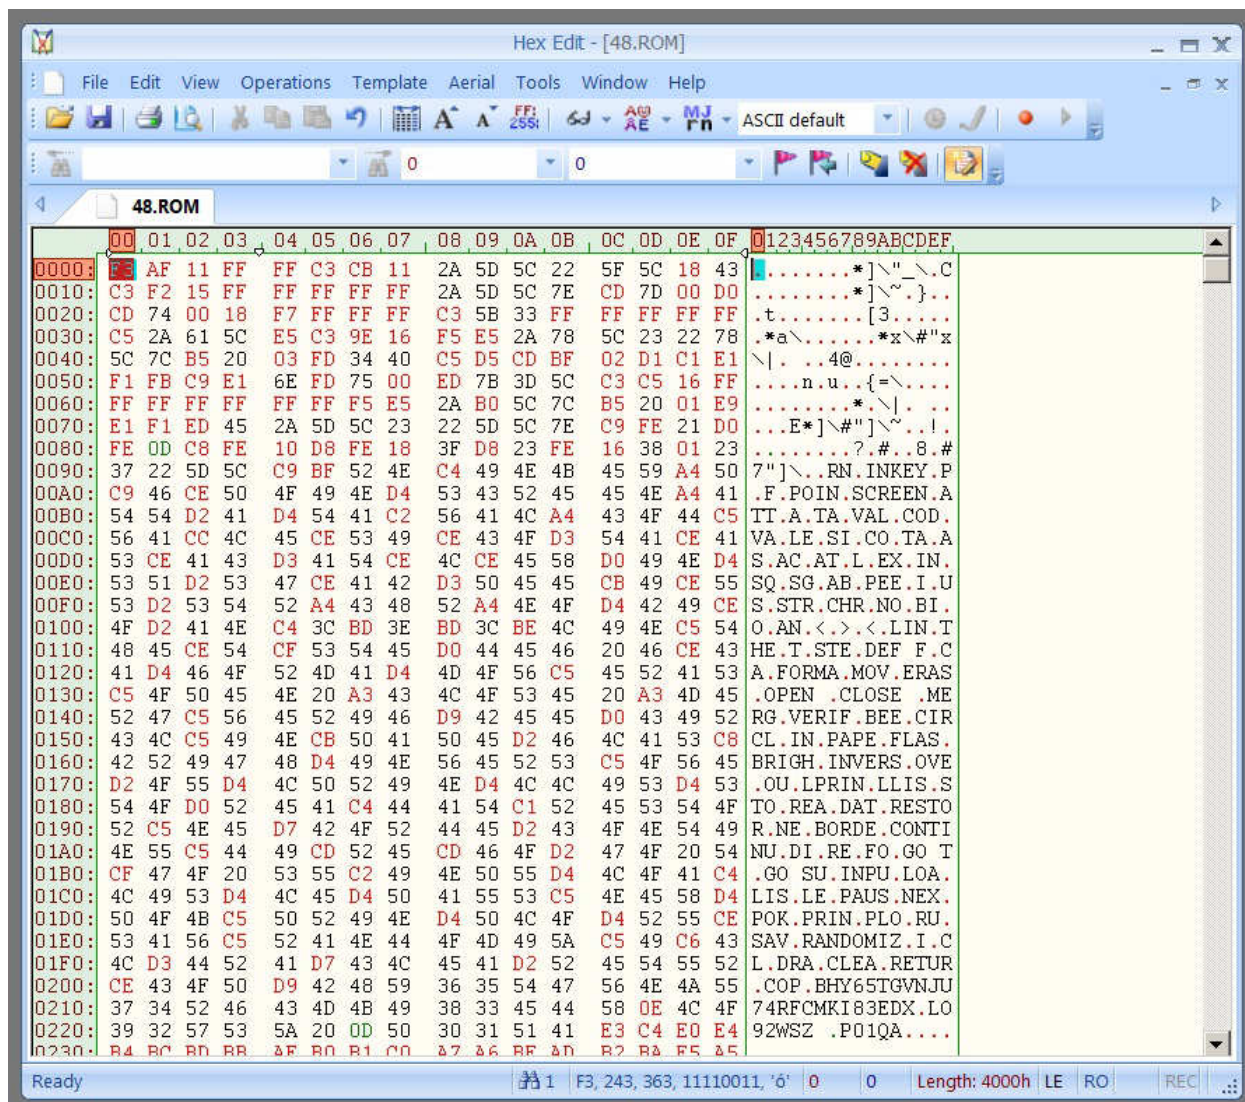 Hex Edit - [48.ROM]
File Edit View Operations Template Aerial Tools Window Help
ASCII default
0 0
48.ROM
00 01 02 03 04 05 06 07 08 09 0A 0B 0C 0D 0E 0F 0123456789ABCDEF
0000: F3 AF 11 FF FF C3 CB 11 2A 5D 5C 22 5F 5C 18 43 ........*]\"_\.C
0010: C3 F2 15 FF FF FF FF FF 2A 5D 5C 7E CD 7D 00 D0 ........*]\~.}..
0020: CD 74 00 18 F7 FF FF FF C3 5B 33 FF FF FF FF FF .t.......[3.....
0030: C5 2A 61 5C E5 C3 9E 16 F5 E5 2A 78 5C 23 22 78 .*a\......*x\#"x
0040: 5C 7C B5 20 03 FD 34 40 C5 D5 CD BF 02 D1 C1 E1 \|. ..4@........
0050: F1 FB C9 E1 6E FD 75 00 ED 7B 3D 5C C3 C5 16 FF ....n.u..{=\....
0060: FF FF FF FF FF FF F5 E5 2A B0 5C 7C B5 20 01 E9 ........*.\|. ..
0070: E1 F1 ED 45 2A 5D 5C 23 22 5D 5C 7E C9 FE 21 D0 ...E*]\#"]\~..!.
0080: FE 0D C8 FE 10 D8 FE 18 3F D8 23 FE 16 38 01 23 ........?.#..8.#
0090: 37 22 5D 5C C9 BF 52 4E C4 49 4E 4B 45 59 A4 50 7"]\..RN.INKEY.P
00A0: C9 46 CE 50 4F 49 4E D4 53 43 52 45 45 4E A4 41 .F.POIN.SCREEN.A
00B0: 54 54 D2 41 D4 54 41 C2 56 41 4C A4 43 4F 44 C5 TT.A.TA.VAL.COD.
00C0: 56 41 CC 4C 45 CE 53 49 CE 43 4F D3 54 41 CE 41 VA.LE.SI.CO.TA.A
00D0: 53 CE 41 43 D3 41 54 CE 4C CE 45 58 D0 49 4E D4 S.AC.AT.L.EX.IN.
00E0: 53 51 D2 53 47 CE 41 42 D3 50 45 45 CB 49 CE 55 SQ.SG.AB.PEE.I.U
00F0: 53 D2 53 54 52 A4 43 48 52 A4 4E 4F D4 42 49 CE S.STR.CHR.NO.BI.
0100: 4F D2 41 4E C4 3C BD 3E BD 3C BE 4C 49 4E C5 54 O.AN.<.>.<.LIN.T
0110: 48 45 CE 54 CF 53 54 45 D0 44 45 46 20 46 CE 43 HE.T.STE.DEF F.C
0120: 41 D4 46 4F 52 4D 41 D4 4D 4F 56 C5 45 52 41 53 A.FORMA.MOV.ERAS
0130: C5 4F 50 45 4E 20 A3 43 4C 4F 53 45 20 A3 4D 45 .OPEN .CLOSE .ME
0140: 52 47 C5 56 45 52 49 46 D9 42 45 45 D0 43 49 52 RG.VERIF.BEE.CIR
0150: 43 4C C5 49 4E CB 50 41 50 45 D2 46 4C 41 53 C8 CL.IN.PAPE.FLAS.
0160: 42 52 49 47 48 D4 49 4E 56 45 52 53 C5 4F 56 45 BRIGH.INVERS.OVE
0170: D2 4F 55 D4 4C 50 52 49 4E D4 4C 4C 49 53 D4 53 .OU.LPRIN.LLIS.S
0180: 54 4F D0 52 45 41 C4 44 41 54 C1 52 45 53 54 4F TO.REA.DAT.RESTO
0190: 52 C5 4E 45 D7 42 4F 52 44 45 D2 43 4F 4E 54 49 R.NE.BORDE.CONTI
01A0: 4E 55 C5 44 49 CD 52 45 CD 46 4F D2 47 4F 20 54 NU.DI.RE.FO.GO T
01B0: CF 47 4F 20 53 55 C2 49 4E 50 55 D4 4C 4F 41 C4 .GO SU.INPU.LOA.
01C0: 4C 49 53 D4 4C 45 D4 50 41 55 53 C5 4E 45 58 D4 LIS.LE.PAUS.NEX.
01D0: 50 4F 4B C5 50 52 49 4E D4 50 4C 4F D4 52 55 CE POK.PRIN.PLO.RU.
01E0: 53 41 56 C5 52 41 4E 44 4F 4D 49 5A C5 49 C6 43 SAV.RANDOMIZ.I.C
01F0: 4C D3 44 52 41 D7 43 4C 45 41 D2 52 45 54 55 52 L.DRA.CLEA.RETUR
0200: CE 43 4F 50 D9 42 48 59 36 35 54 47 56 4E 4A 55 .COP.BHY65TGVNJU
0210: 37 34 52 46 43 4D 4B 49 38 33 45 44 58 0E 4C 4F 74RFCMKI83EDX.LO
0220: 39 32 57 53 5A 20 0D 50 30 31 51 41 E3 C4 E0 E4 92WSZ .P01QA....
0230: B4 BC BD BB AF B0 B1 C0 A7 A6 BE AD B2 BA E5 A5
Ready 1 F3, 243, 363, 11110011, 'ó' 0 0 Length: 4000h LE RO REC